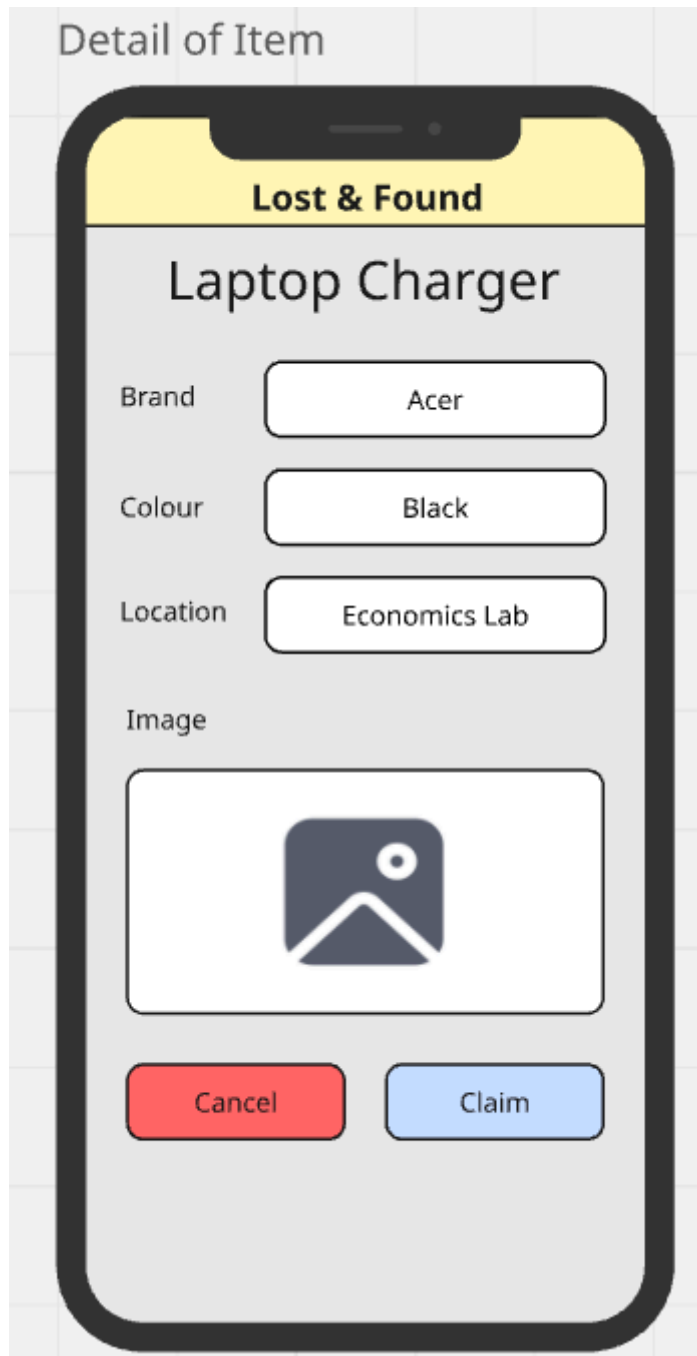 Detail of Item
Lost & Found
Laptop Charger
Brand Acer
Colour Black
Location Economics Lab
Image
Cancel Claim